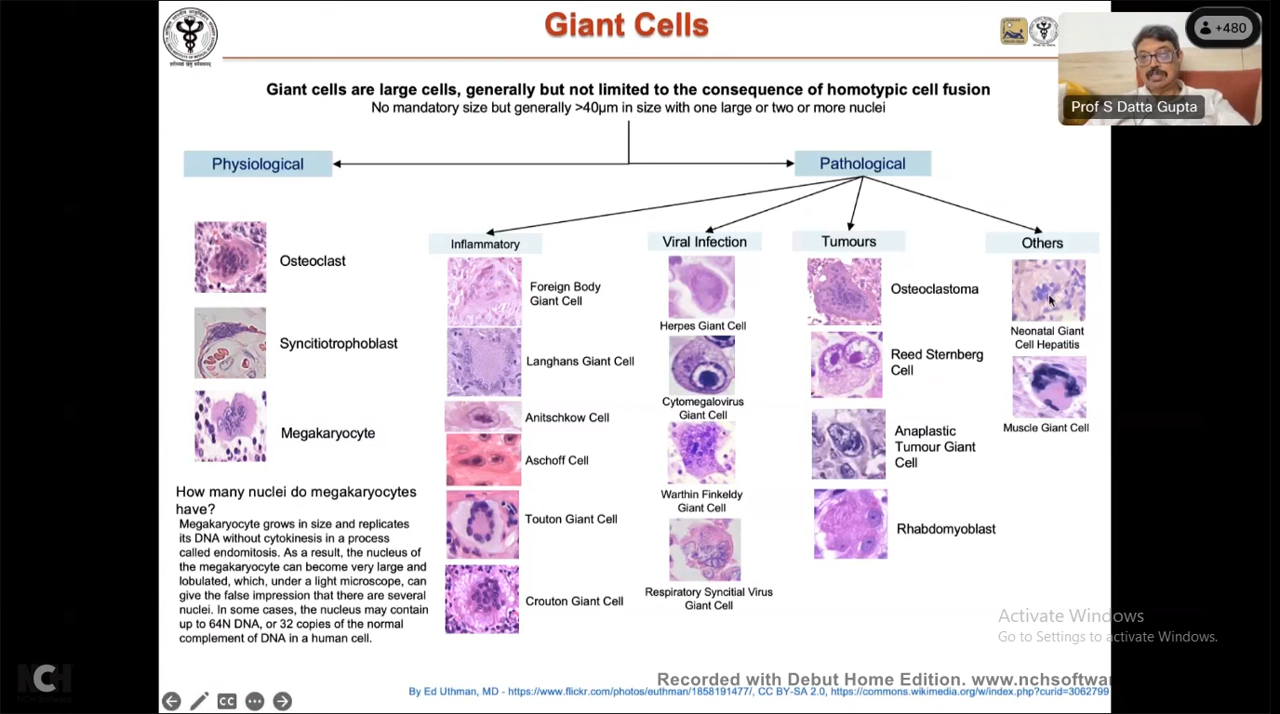 Giant Cells
+480
Prof S Datta Gupta
Giant cells are large cells, generally but not limited to the consequence of homotypic cell fusion
No mandatory size but generally >40µm in size with one large or two or more nuclei
Physiological
Pathological
Osteoclast
Syncitiotrophoblast
Megakaryocyte
How many nuclei do megakaryocytes
have?
Megakaryocyte grows in size and replicates
its DNA without cytokinesis in a process
called endomitosis. As a result, the nucleus of
the megakaryocyte can become very large and
lobulated, which, under a light microscope, can
give the false impression that there are several
nuclei. In some cases, the nucleus may contain
up to 64N DNA, or 32 copies of the normal
complement of DNA in a human cell.
Inflammatory
Foreign Body
Giant Cell
Langhans Giant Cell
Anitschkow Cell
Aschoff Cell
Touton Giant Cell
Crouton Giant Cell
Viral Infection
Herpes Giant Cell
Cytomegalovirus
Giant Cell
Warthin Finkeldy
Giant Cell
Respiratory Syncitial Virus
Giant Cell
Tumours
Osteoclastoma
Reed Sternberg
Cell
Anaplastic
Tumour Giant
Cell
Rhabdomyoblast
Others
Neonatal Giant
Cell Hepatitis
Muscle Giant Cell
Activate Windows
Go to Settings to activate Windows.
Recorded with Debut Home Edition. www.nchsoftwa
By Ed Uthman, MD - https://www.flickr.com/photos/euthman/1858191477/, CC BY-SA 2.0, https://commons.wikimedia.org/w/index.php?curid=3062799
NCH
CC